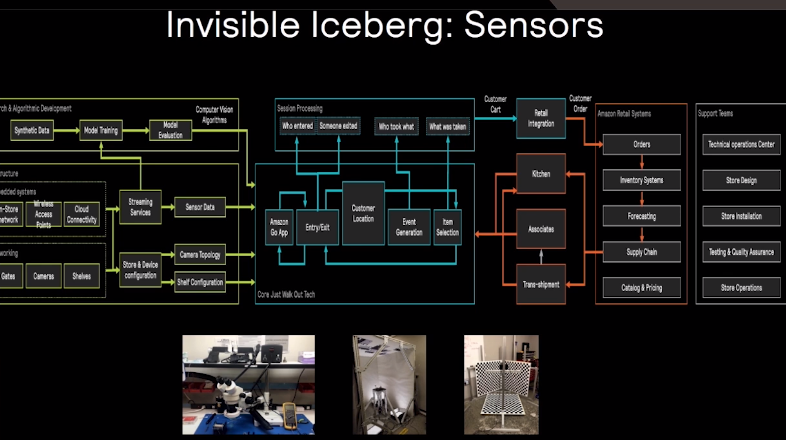 Invisible Iceberg: Sensors
rch & Algorithmic Development
Synthetic Data
Model Training
Model
Evaluation
Computer Vision
Algorithms
Session Processing
Who entered
Someone exited
Who took what
What was taken
Customer
Cart
Retail
Integration
Customer
Order
Amazon Retail Systems
Orders
Inventory Systems
Forecasting
Supply Chain
Catalog & Pricing
Support Teams
Technical operations Center
Store Design
Store Installation
Testing & Quality Assurance
Store Operations
structure
bedded systems
n-Store
network
Wireless
Access
Points
Cloud
Connectivity
Streaming
Services
Sensor Data
working
Gates
Cameras
Shelves
Store & Device
configuration
Camera Topology
Shelf Configuration
Amazon
Go App
Entry/Exit
Customer
Location
Event
Generation
Item
Selection
Core Just Walk Out Tech
Kitchen
Associates
Trans-shipment